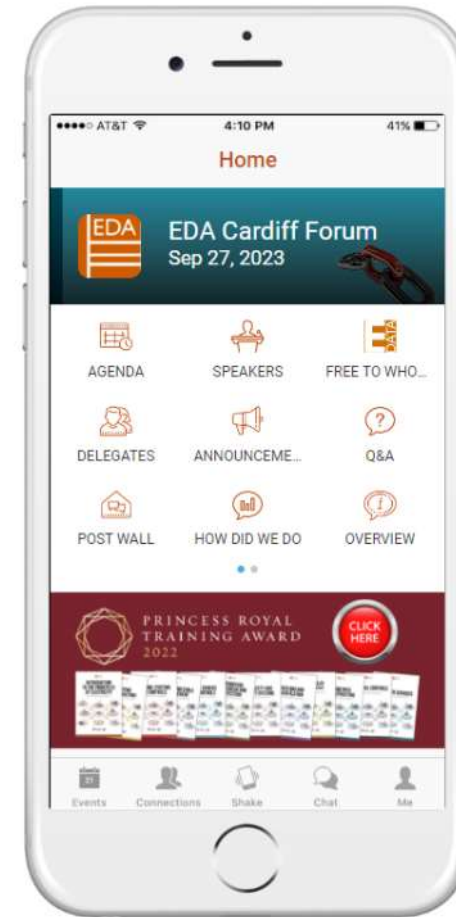 AT&T 4:10 PM 41%
Home
EDA
EDA Cardiff Forum
Sep 27, 2023
AGENDA SPEAKERS FREE TO WHO...
DATA
DELEGATES ANNOUNCEME... Q&A
POST WALL HOW DID WE DO OVERVIEW
PRINCESS ROYAL
TRAINING AWARD
2022
CLICK
HERE
Events Connections Shake Chat Me